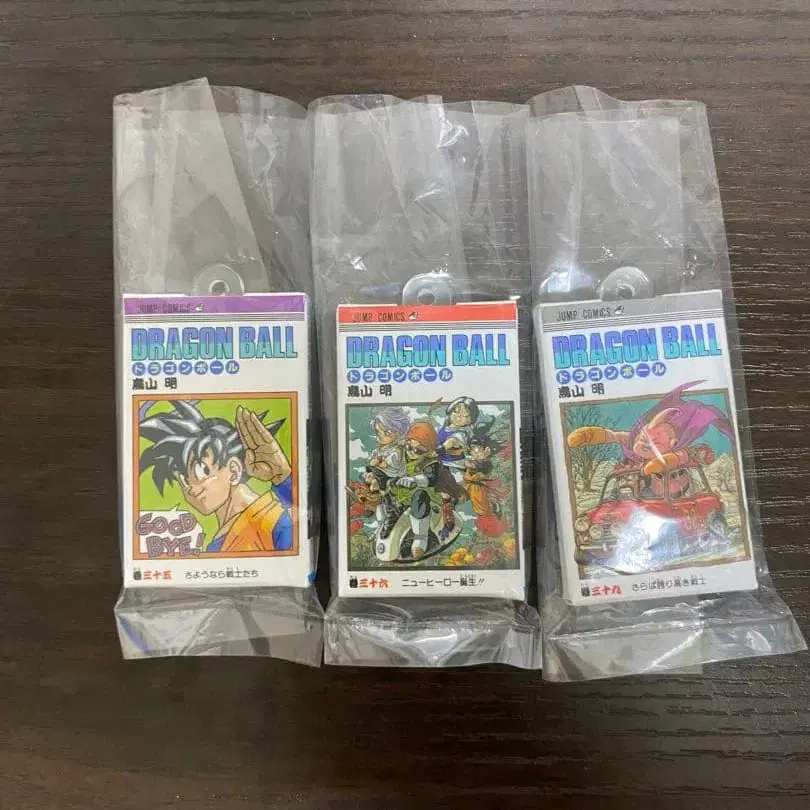 JUMP COMICS
DRAGON BALL
ドラゴンボール
鳥山 明
GOOD
BYE!
巻三十五 さようなら戦士たち
JUMP COMICS
DRAGON BALL
ドラゴンボール
鳥山 明
巻三十六 ニューヒーロー誕生!!
JUMP COMICS
DRAGON BALL
ドラゴンボール
鳥山 明
巻三十九 さらば誇り高き戦士